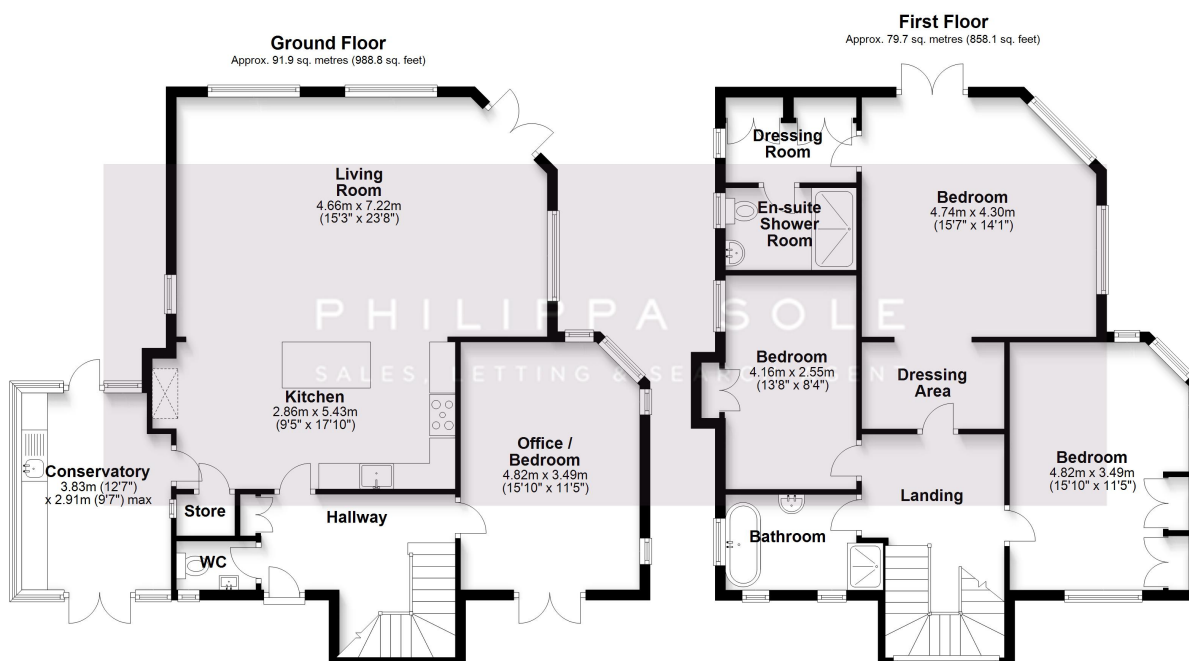 Ground Floor
Approx. 91.9 sq. metres (988.8 sq. feet)
Living
Room
4.66m x 7.22m
(15'3" x 23'8")
Kitchen
2.86m x 5.43m
(9'5" x 17'10")
Conservatory
3.83m (12'7")
x 2.91m (9'7") max
Store
WC
Hallway
Office /
Bedroom
4.82m x 3.49m
(15'10" x 11'5")
First Floor
Approx. 79.7 sq. metres (858.1 sq. feet)
Dressing
Room
En-suite
Shower
Room
Bedroom
4.74m x 4.30m
(15'7" x 14'1")
Bedroom
4.16m x 2.55m
(13'8" x 8'4")
Dressing
Area
Bedroom
4.82m x 3.49m
(15'10" x 11'5")
Landing
Bathroom
PHILIPPA SOLE
SALES, LETTING &